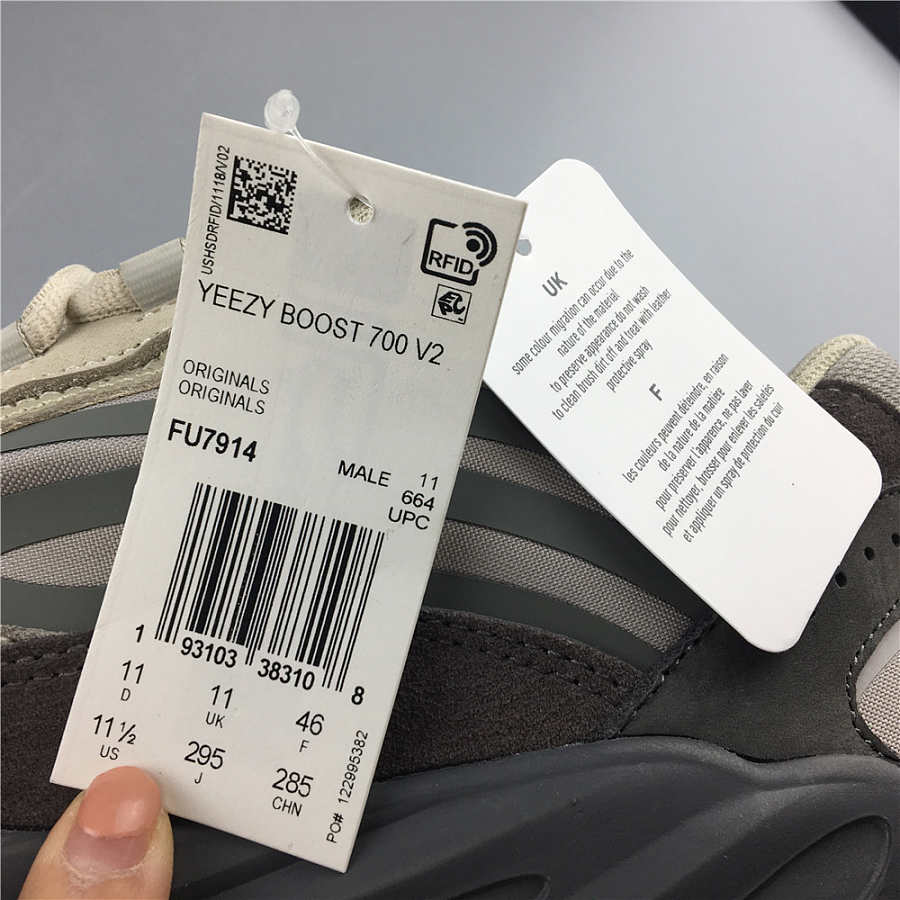 USHSDRFID/1118/V02
RFID
YEEZY BOOST 700 V2
ORIGINALS
ORIGINALS
FU7914
MALE 11
664
UPC
1 93103 38310 8
11
D
11
UK
46
F
11½
US
295
J
285
CHN
PO# 122995382
UK
some colour migration can occur due to the
nature of the material
to preserve appearance do not wash
to clean brush dirt off and treat with leather
protective spray
F
les couleurs peuvent déteindre, en raison
de la nature de la matière
pour préserver l'apparence, ne pas laver
pour nettoyer, brosser pour enlever les saletés
et appliquer un spray de protection du cuir